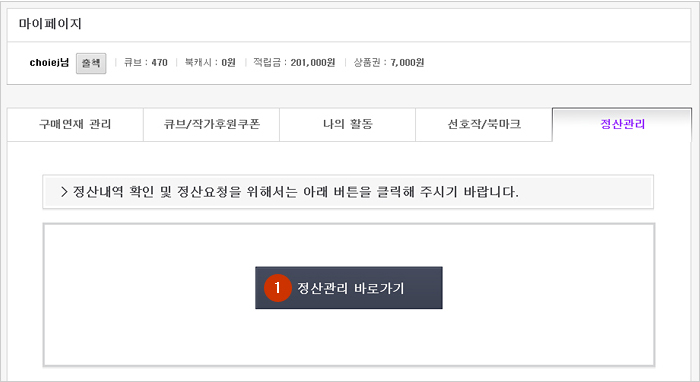 마이페이지
choiej님 출첵 큐브 : 470 북캐시 : 0원 적립금 : 201,000원 상품권 : 7,000원
구매연재 관리 큐브/작가후원쿠폰 나의 활동 선호작/북마크 정산관리
> 정산내역 확인 및 정산요청을 위해서는 아래 버튼을 클릭해 주시기 바랍니다.
1 정산관리 바로가기